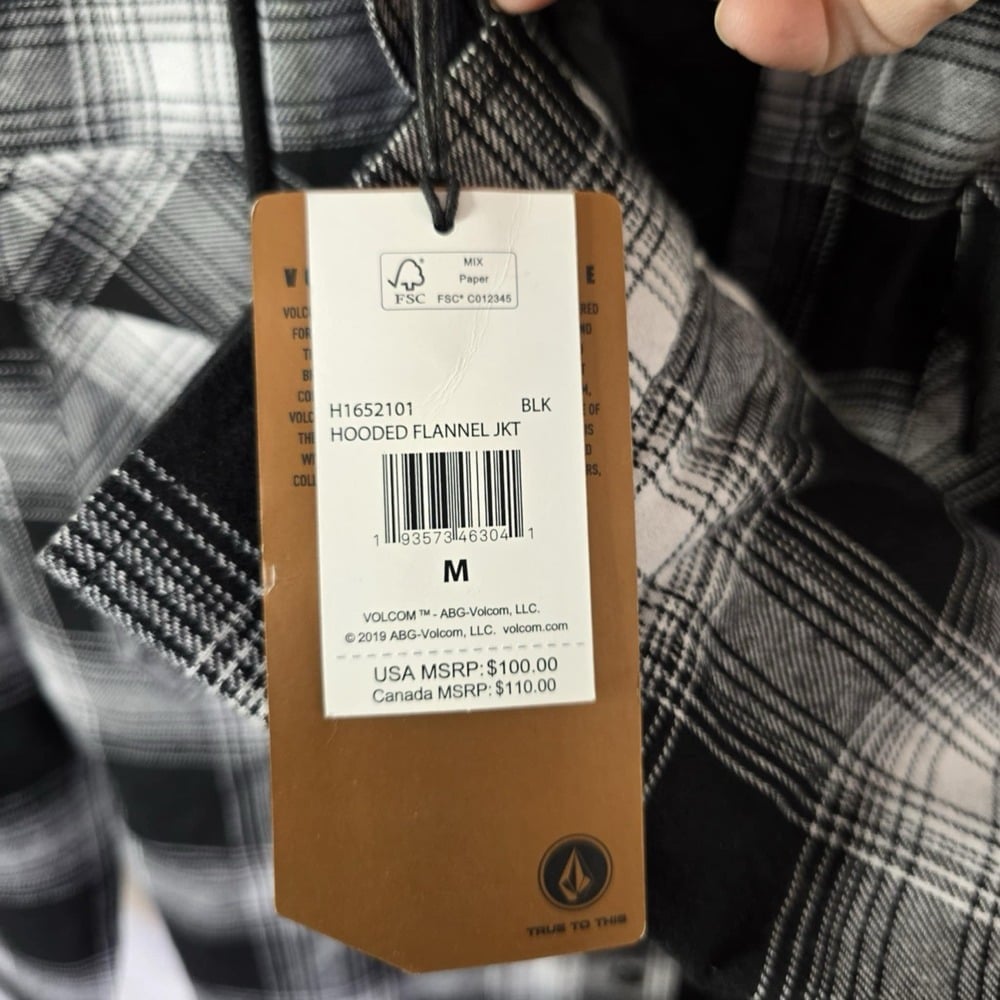 MIX
Paper
FSC
FSC® C012345
H1652101 BLK
HOODED FLANNEL JKT
1 93573 46304 1
M
VOLCOM ™ - ABG-Volcom, LLC.
© 2019 ABG-Volcom, LLC. volcom.com
USA MSRP: $100.00
Canada MSRP: $110.00
TRUE TO THIS